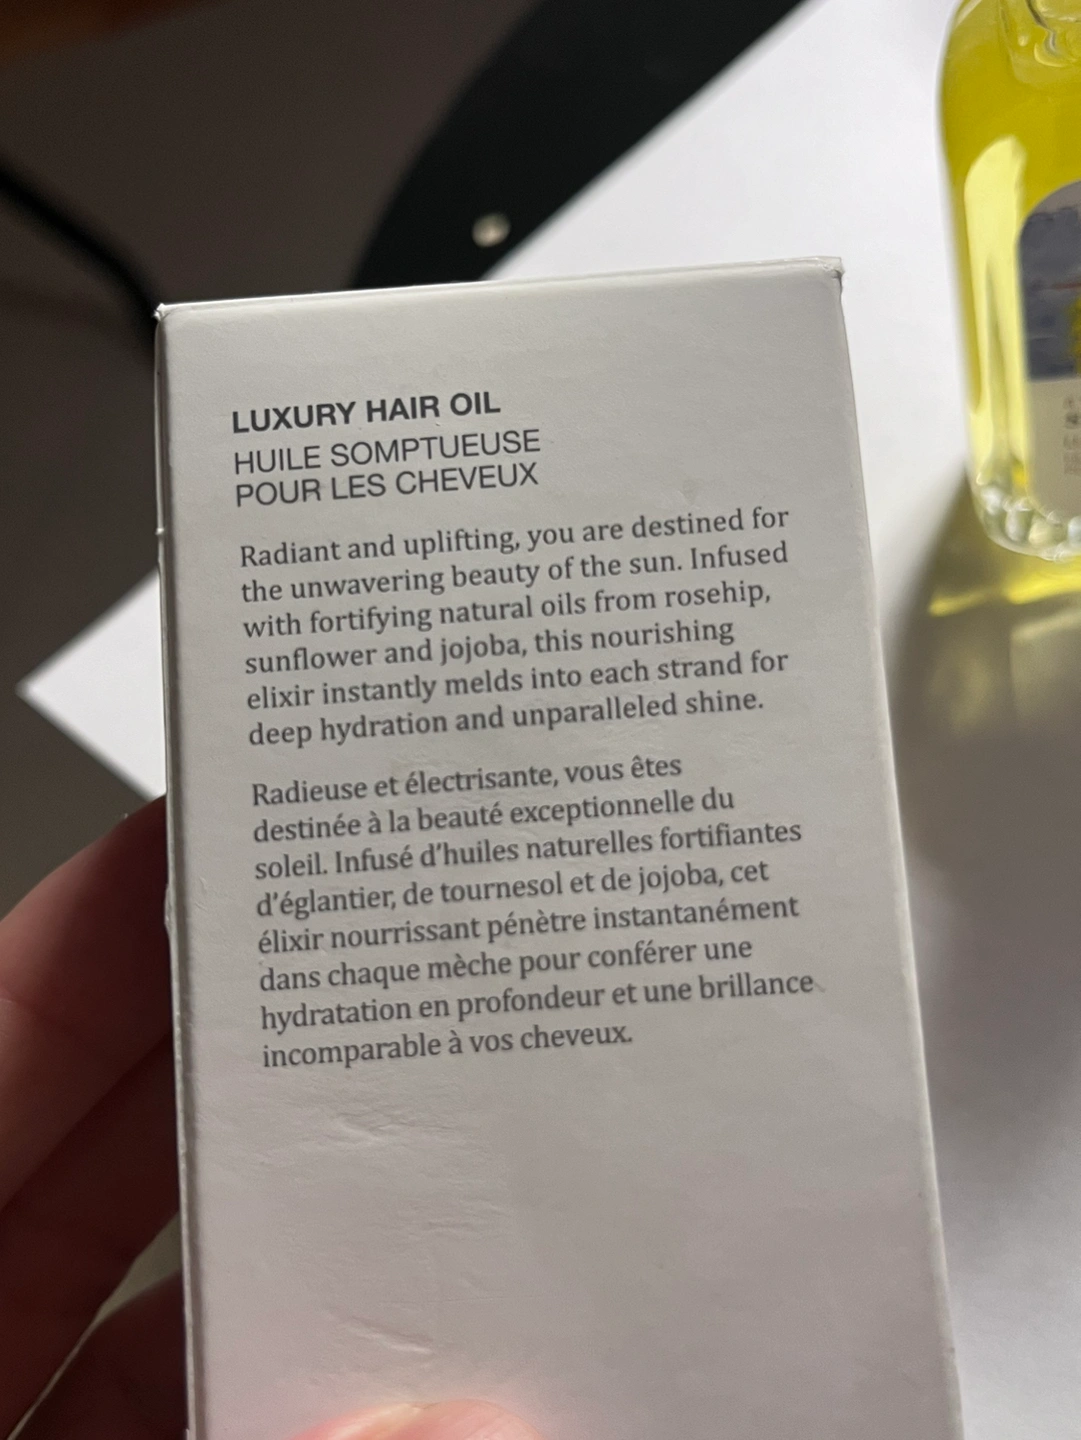 LUXURY HAIR OIL
HUILE SOMPTUEUSE
POUR LES CHEVEUX
Radiant and uplifting, you are destined for
the unwavering beauty of the sun. Infused
with fortifying natural oils from rosehip,
sunflower and jojoba, this nourishing
elixir instantly melds into each strand for
deep hydration and unparalleled shine.
Radieuse et électrisante, vous êtes
destinée à la beauté exceptionnelle du
soleil. Infusé d’huiles naturelles fortifiantes
d’églantier, de tournesol et de jojoba, cet
élixir nourrissant pénètre instantanément
dans chaque mèche pour conférer une
hydratation en profondeur et une brillance
incomparable à vos cheveux.